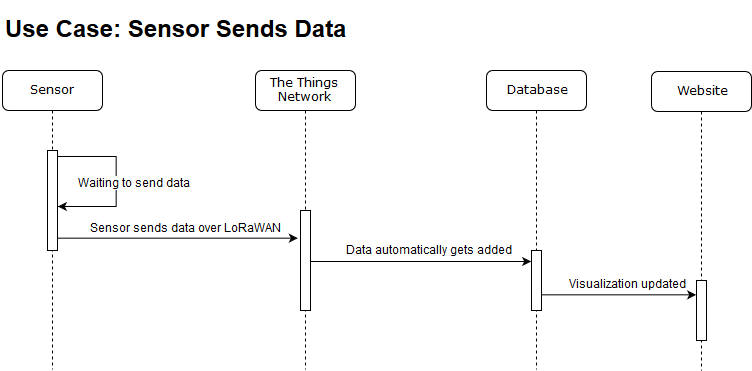 Use Case: Sensor Sends Data
Sensor
The Things
Network
Database
Website
Waiting to send data
Sensor sends data over LoRaWAN
Data automatically gets added
Visualization updated